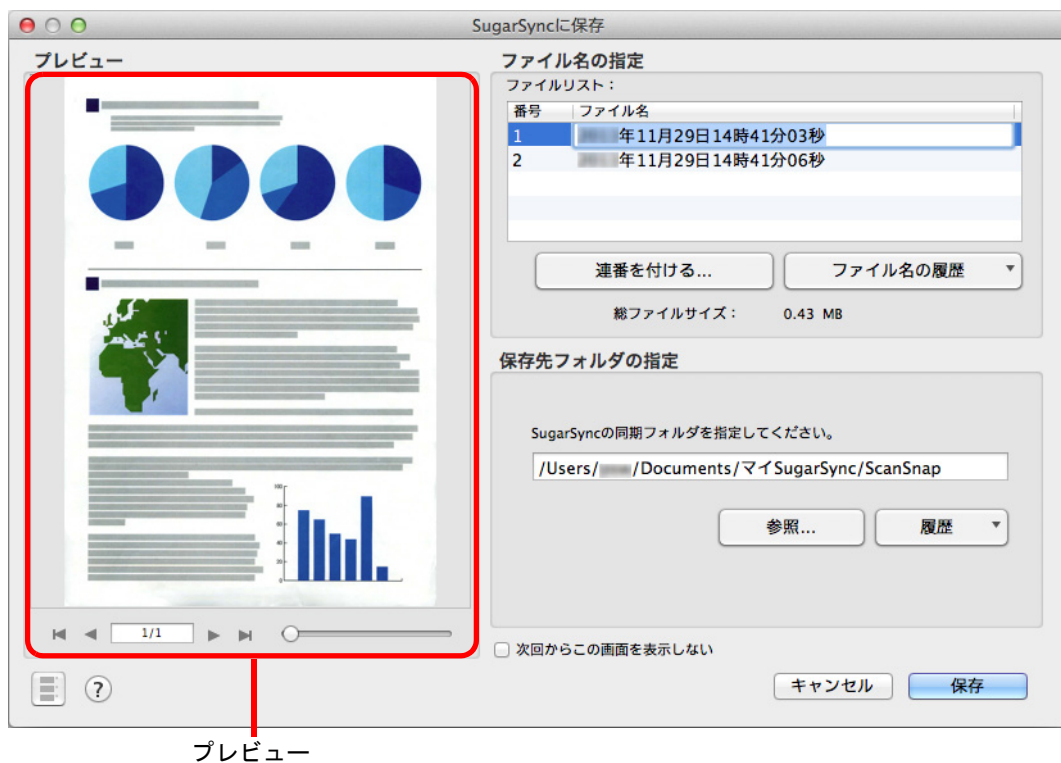 SugarSyncに保存
プレビュー
1/1
?
ファイル名の指定
ファイルリスト：
番号 ファイル名
1 年11月29日14時41分03秒
2 年11月29日14時41分06秒
連番を付ける...
ファイル名の履歴
総ファイルサイズ： 0.43 MB
保存先フォルダの指定
SugarSyncの同期フォルダを指定してください。
/Users/ /Documents/マイSugarSync/ScanSnap
参照...
履歴
次回からこの画面を表示しない
キャンセル
保存
プレビュー